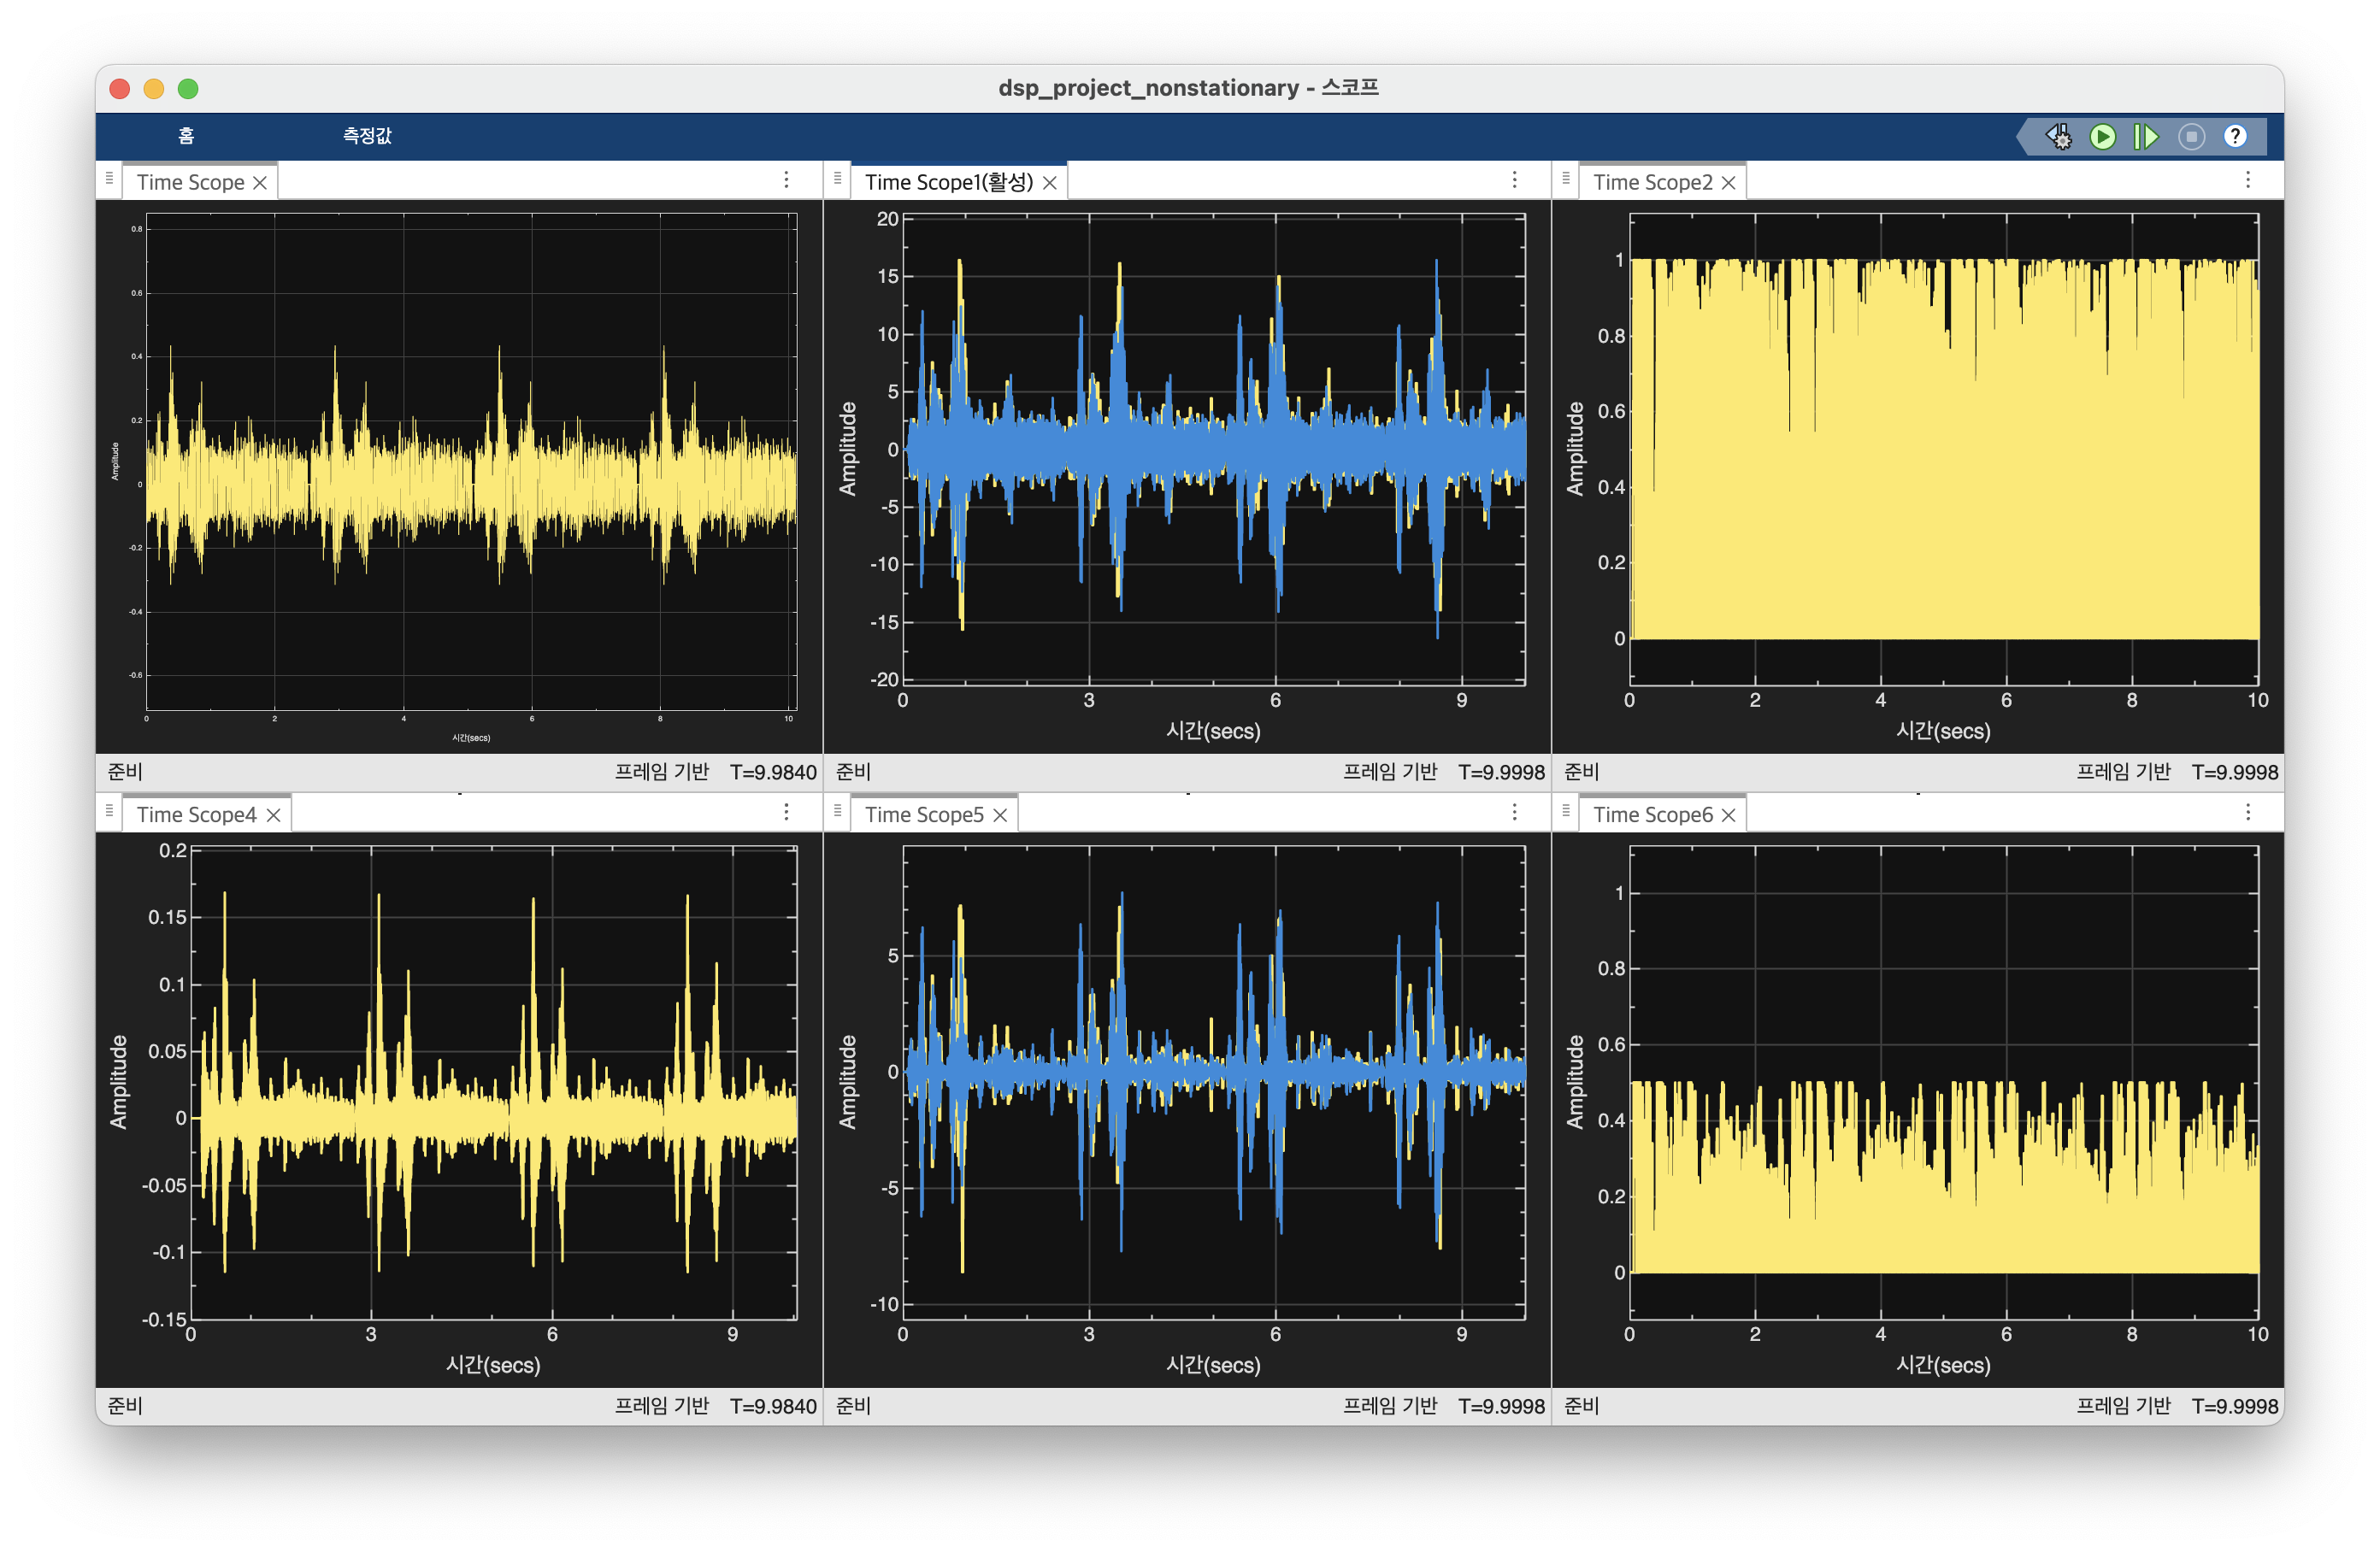 dsp_project_nonstationary - 스코프
홈 측정값
Time Scope
0.8
0.6
0.4
0.2
0
-0.2
-0.4
-0.6
Amplitude
0 2 4 6 8 10
시간(secs)
준비 프레임 기반 T=9.9840
Time Scope1(활성)
20
15
10
5
0
-5
-10
-15
-20
Amplitude
0 3 6 9
시간(secs)
준비 프레임 기반 T=9.9998
Time Scope2
1
0.8
0.6
0.4
0.2
0
Amplitude
0 2 4 6 8 10
시간(secs)
준비 프레임 기반 T=9.9998
Time Scope4
0.2
0.15
0.1
0.05
0
-0.05
-0.1
-0.15
Amplitude
0 3 6 9
시간(secs)
준비 프레임 기반 T=9.9840
Time Scope5
5
0
-5
-10
Amplitude
0 3 6 9
시간(secs)
준비 프레임 기반 T=9.9998
Time Scope6
1
0.8
0.6
0.4
0.2
0
Amplitude
0 2 4 6 8 10
시간(secs)
준비 프레임 기반 T=9.9998